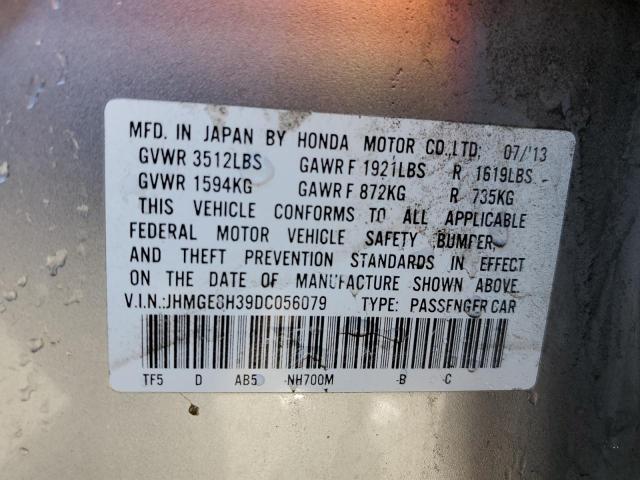 MFD. IN JAPAN BY HONDA MOTOR CO.,LTD. 07/'13
GVWR 3512LBS GAWR F 1921LBS R 1619LBS
GVWR 1594KG GAWR F 872KG R 735KG
THIS VEHICLE CONFORMS TO ALL APPLICABLE
FEDERAL MOTOR VEHICLE SAFETY, BUMPER,
AND THEFT PREVENTION STANDARDS IN EFFECT
ON THE DATE OF MANUFACTURE SHOWN ABOVE.
V.I.N.:JHMGE8H39DC056079 TYPE: PASSENGER CAR
TF5 D AB5 NH700M B C